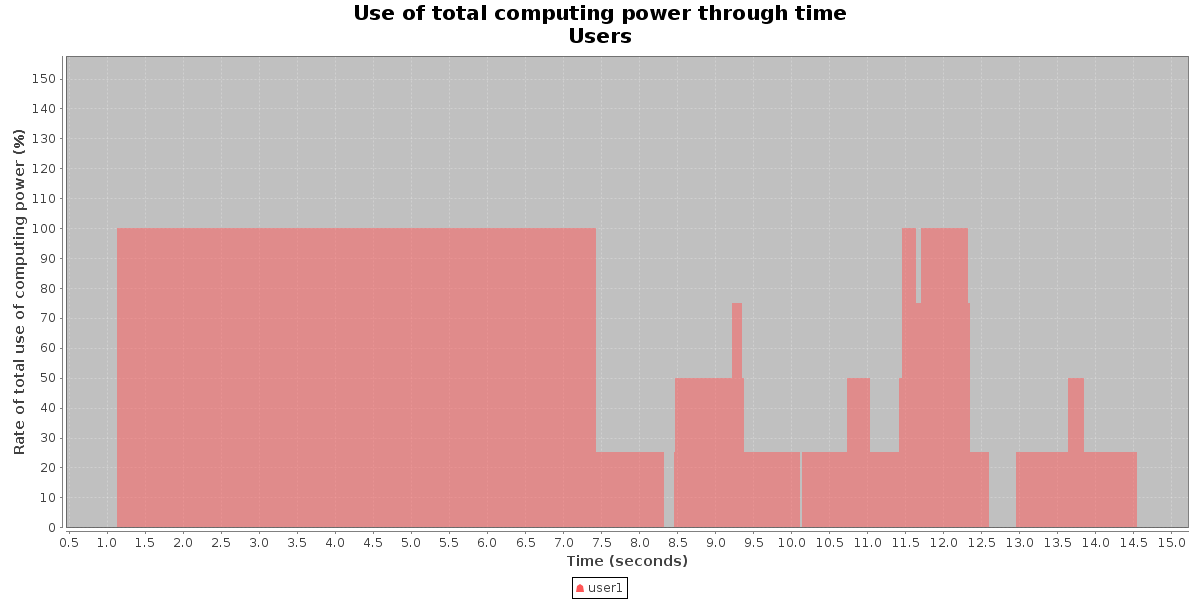 Use of total computing power through time
Users
Rate of total use of computing power (%)
150
140
130
120
110
100
90
80
70
60
50
40
30
20
10
0
0.5 1.0 1.5 2.0 2.5 3.0 3.5 4.0 4.5 5.0 5.5 6.0 6.5 7.0 7.5 8.0 8.5 9.0 9.5 10.0 10.5 11.0 11.5 12.0 12.5 13.0 13.5 14.0 14.5 15.0
Time (seconds)
user1